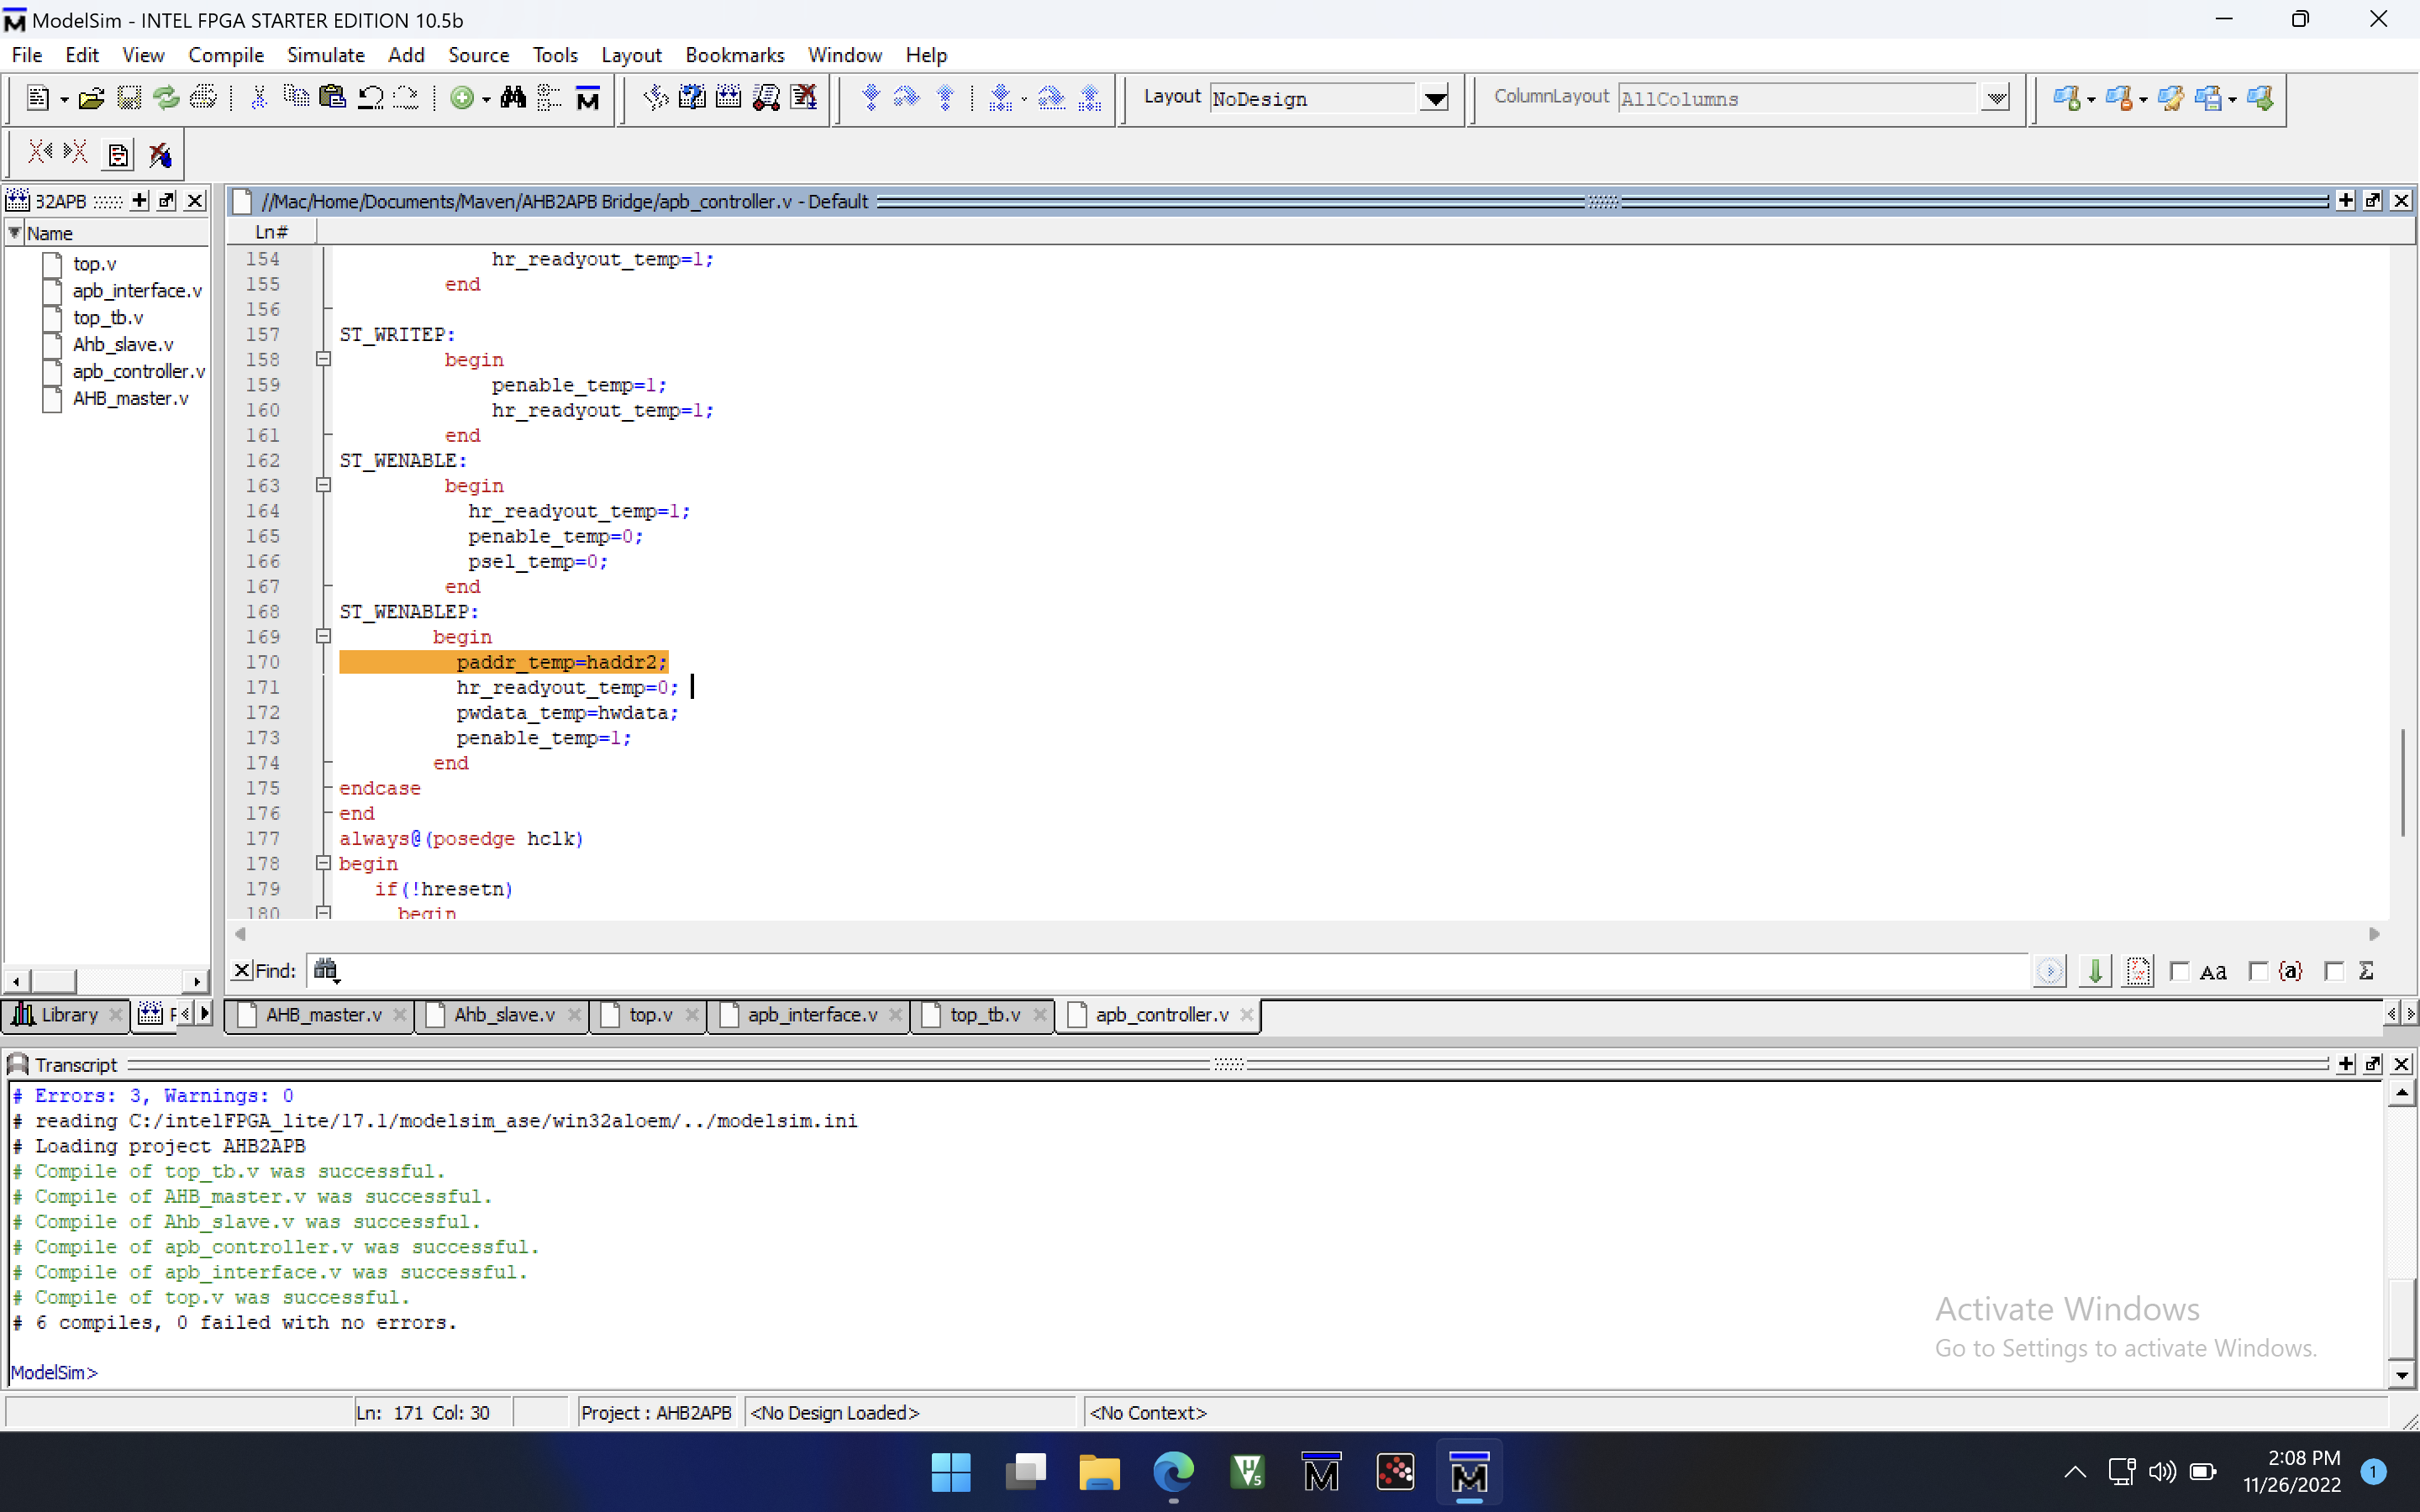 ModelSim - INTEL FPGA STARTER EDITION 10.5b
File Edit View Compile Simulate Add Source Tools Layout Bookmarks Window Help
Layout NoDesign ColumnLayout AllColumns
32APB
//Mac/Home/Documents/Maven/AHB2APB Bridge/apb_controller.v - Default
Name
Ln#
top.v
apb_interface.v
top_tb.v
Ahb_slave.v
apb_controller.v
AHB_master.v
154 hr_readyout_temp=1;
155 end
156
157 ST_WRITEP:
158 begin
159 penable_temp=1;
160 hr_readyout_temp=1;
161 end
162 ST_WENABLE:
163 begin
164 hr_readyout_temp=1;
165 penable_temp=0;
166 psel_temp=0;
167 end
168 ST_WENABLEP:
169 begin
170 paddr_temp=haddr2;
171 hr_readyout_temp=0;
172 pwdata_temp=hwdata;
173 penable_temp=1;
174 end
175 endcase
176 end
177 always@(posedge hclk)
178 begin
179 if(!hresetn)
180 begin
Find: Aa {a} Σ
Library AHB_master.v Ahb_slave.v top.v apb_interface.v top_tb.v apb_controller.v
Transcript
# Errors: 3, Warnings: 0
# reading C:/intelFPGA_lite/17.1/modelsim_ase/win32aloem/../modelsim.ini
# Loading project AHB2APB
# Compile of top_tb.v was successful.
# Compile of AHB_master.v was successful.
# Compile of Ahb_slave.v was successful.
# Compile of apb_controller.v was successful.
# Compile of apb_interface.v was successful.
# Compile of top.v was successful.
# 6 compiles, 0 failed with no errors.
ModelSim>
Activate Windows
Go to Settings to activate Windows.
Ln: 171 Col: 30 Project : AHB2APB <No Design Loaded> <No Context>
2:08 PM
11/26/2022
1